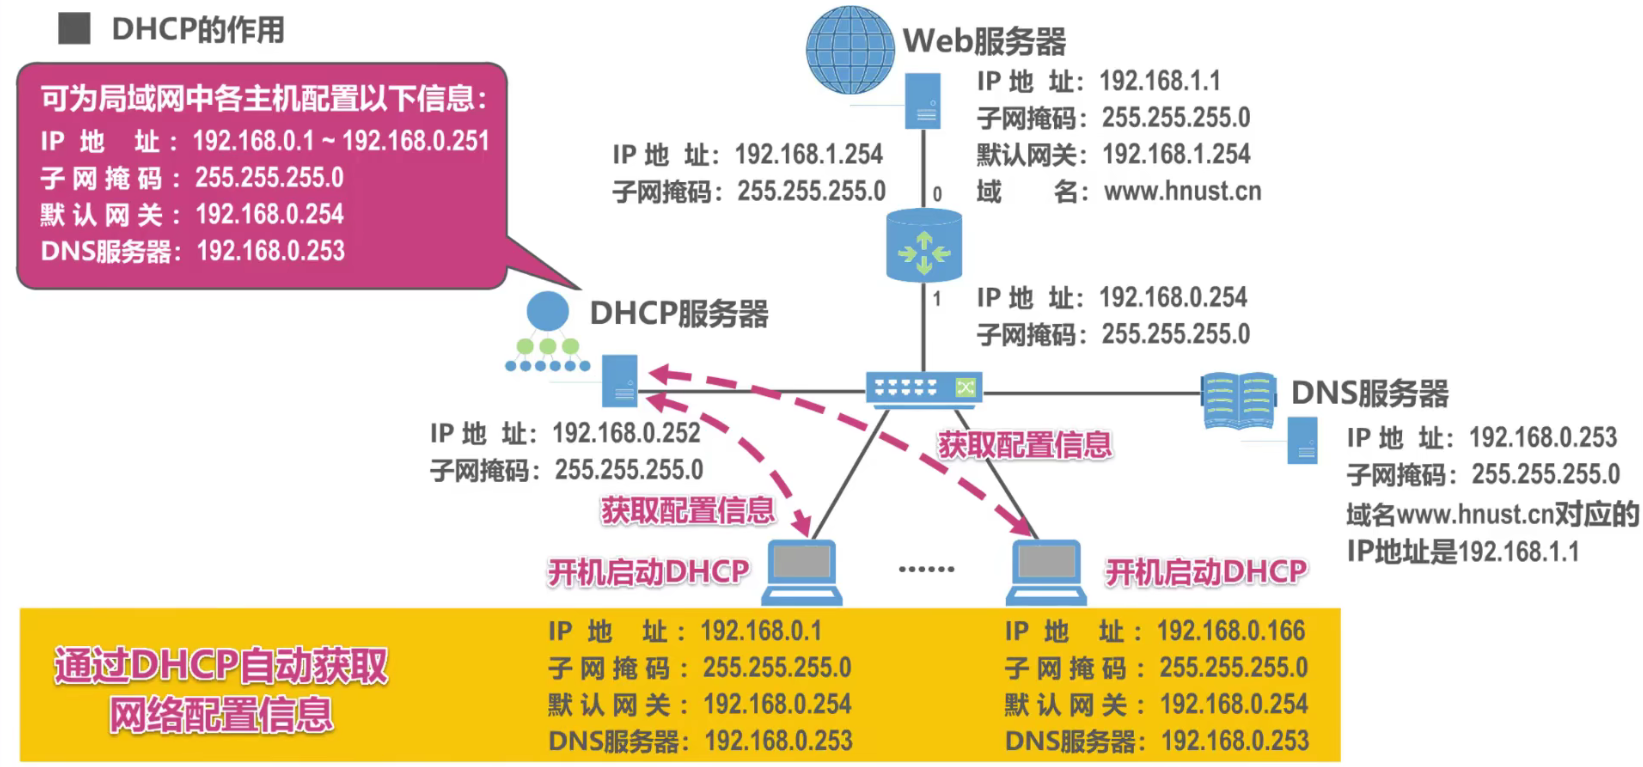 DHCP的作用
可为局域网中各主机配置以下信息：
IP 地 址：192.168.0.1 ~ 192.168.0.251
子 网 掩 码：255.255.255.0
默 认 网 关：192.168.0.254
DNS服务器：192.168.0.253
Web服务器
IP 地 址：192.168.1.1
子网掩码：255.255.255.0
默认网关：192.168.1.254
域 名：www.hnust.cn
IP 地 址：192.168.1.254
子网掩码：255.255.255.0
0
1
IP 地 址：192.168.0.254
子网掩码：255.255.255.0
DHCP服务器
IP 地 址：192.168.0.252
子网掩码：255.255.255.0
DNS服务器
IP 地 址：192.168.0.253
子网掩码：255.255.255.0
域名www.hnust.cn对应的
IP地址是192.168.1.1
获取配置信息
获取配置信息
开机启动DHCP
......
开机启动DHCP
通过DHCP自动获取
网络配置信息
IP 地 址：192.168.0.1
子 网 掩 码：255.255.255.0
默 认 网 关：192.168.0.254
DNS服务器：192.168.0.253
IP 地 址：192.168.0.166
子 网 掩 码：255.255.255.0
默 认 网 关：192.168.0.254
DNS服务器：192.168.0.253